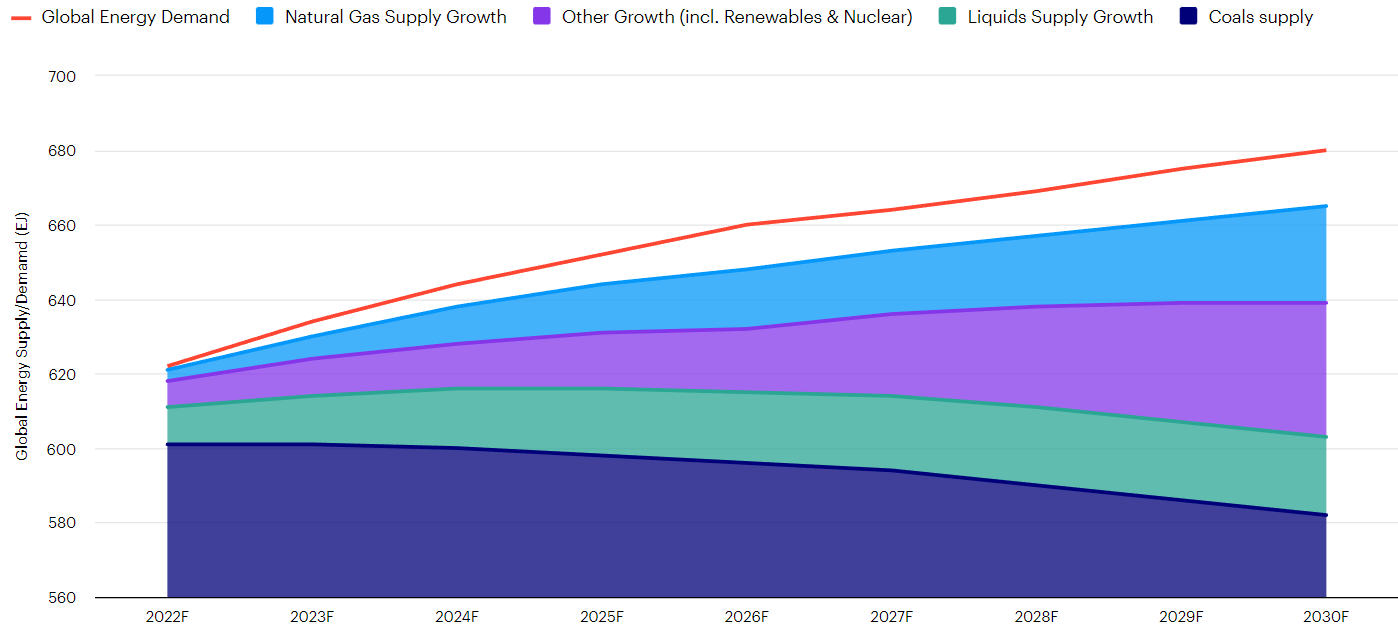 Global Energy Demand Natural Gas Supply Growth Other Growth (incl. Renewables & Nuclear) Liquids Supply Growth Coals supply
Global Energy Supply/Demamd (EJ)
700
680
660
640
620
600
580
560
2022F 2023F 2024F 2025F 2026F 2027F 2028F 2029F 2030F